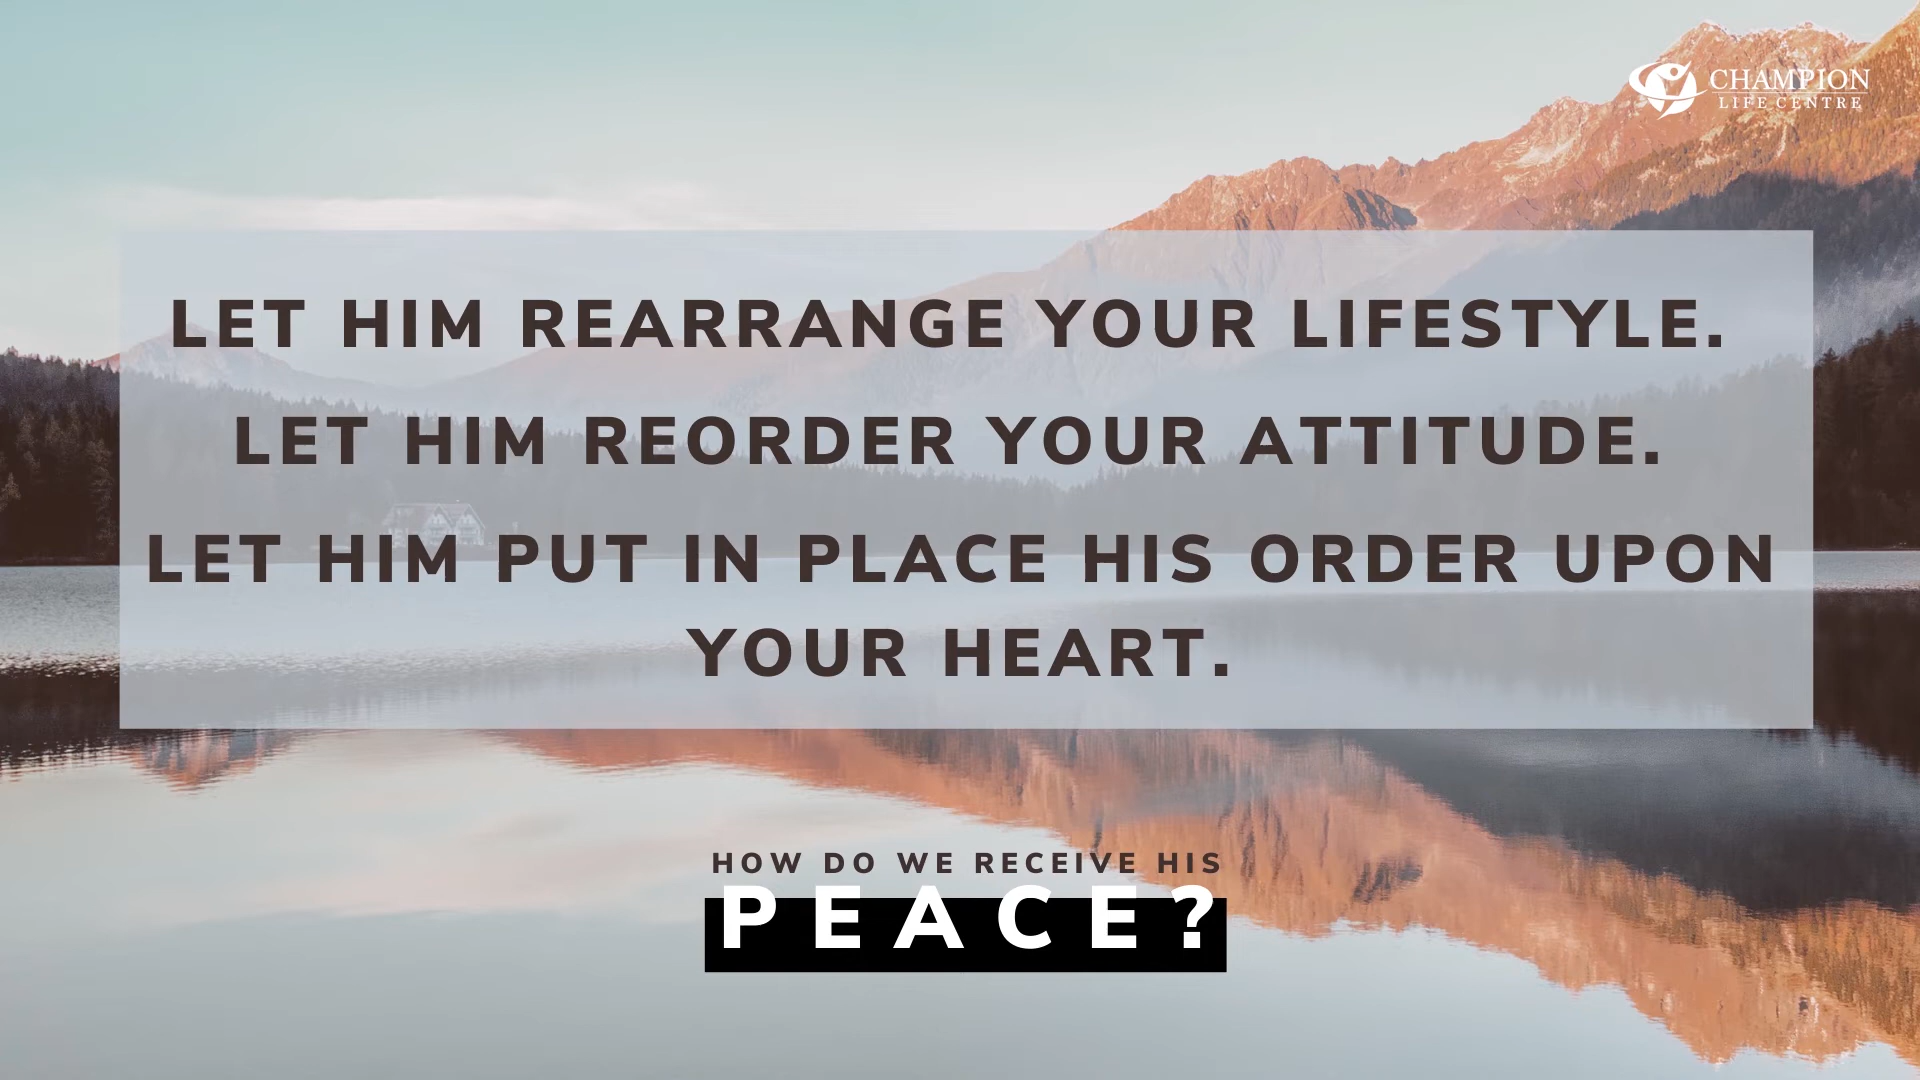 CHAMPION
LIFE CENTRE
LET HIM REARRANGE YOUR LIFESTYLE.
LET HIM REORDER YOUR ATTITUDE.
LET HIM PUT IN PLACE HIS ORDER UPON
YOUR HEART.
HOW DO WE RECEIVE HIS
PEACE?